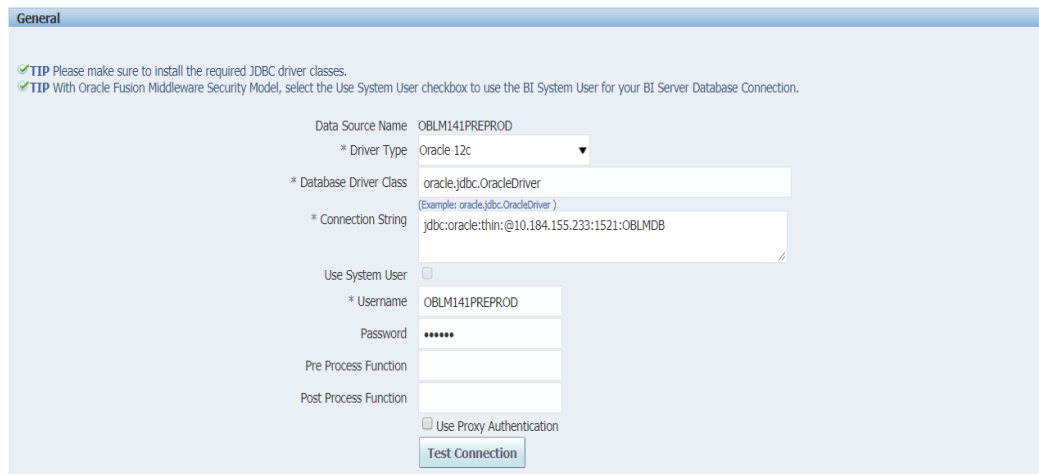 General
TIP Please make sure to install the required JDBC driver classes.
TIP With Oracle Fusion Middleware Security Model, select the Use System User checkbox to use the BI System User for your BI Server Database Connection.
Data Source Name OBLM141PREPROD
* Driver Type Oracle 12c
* Database Driver Class oracle.jdbc.OracleDriver
(Example: oracle.jdbc.OracleDriver )
* Connection String jdbc:oracle:thin:@10.184.155.233:1521:OBLMDB
Use System User
* Username OBLM141PREPROD
Password ••••••
Pre Process Function
Post Process Function
Use Proxy Authentication
Test Connection